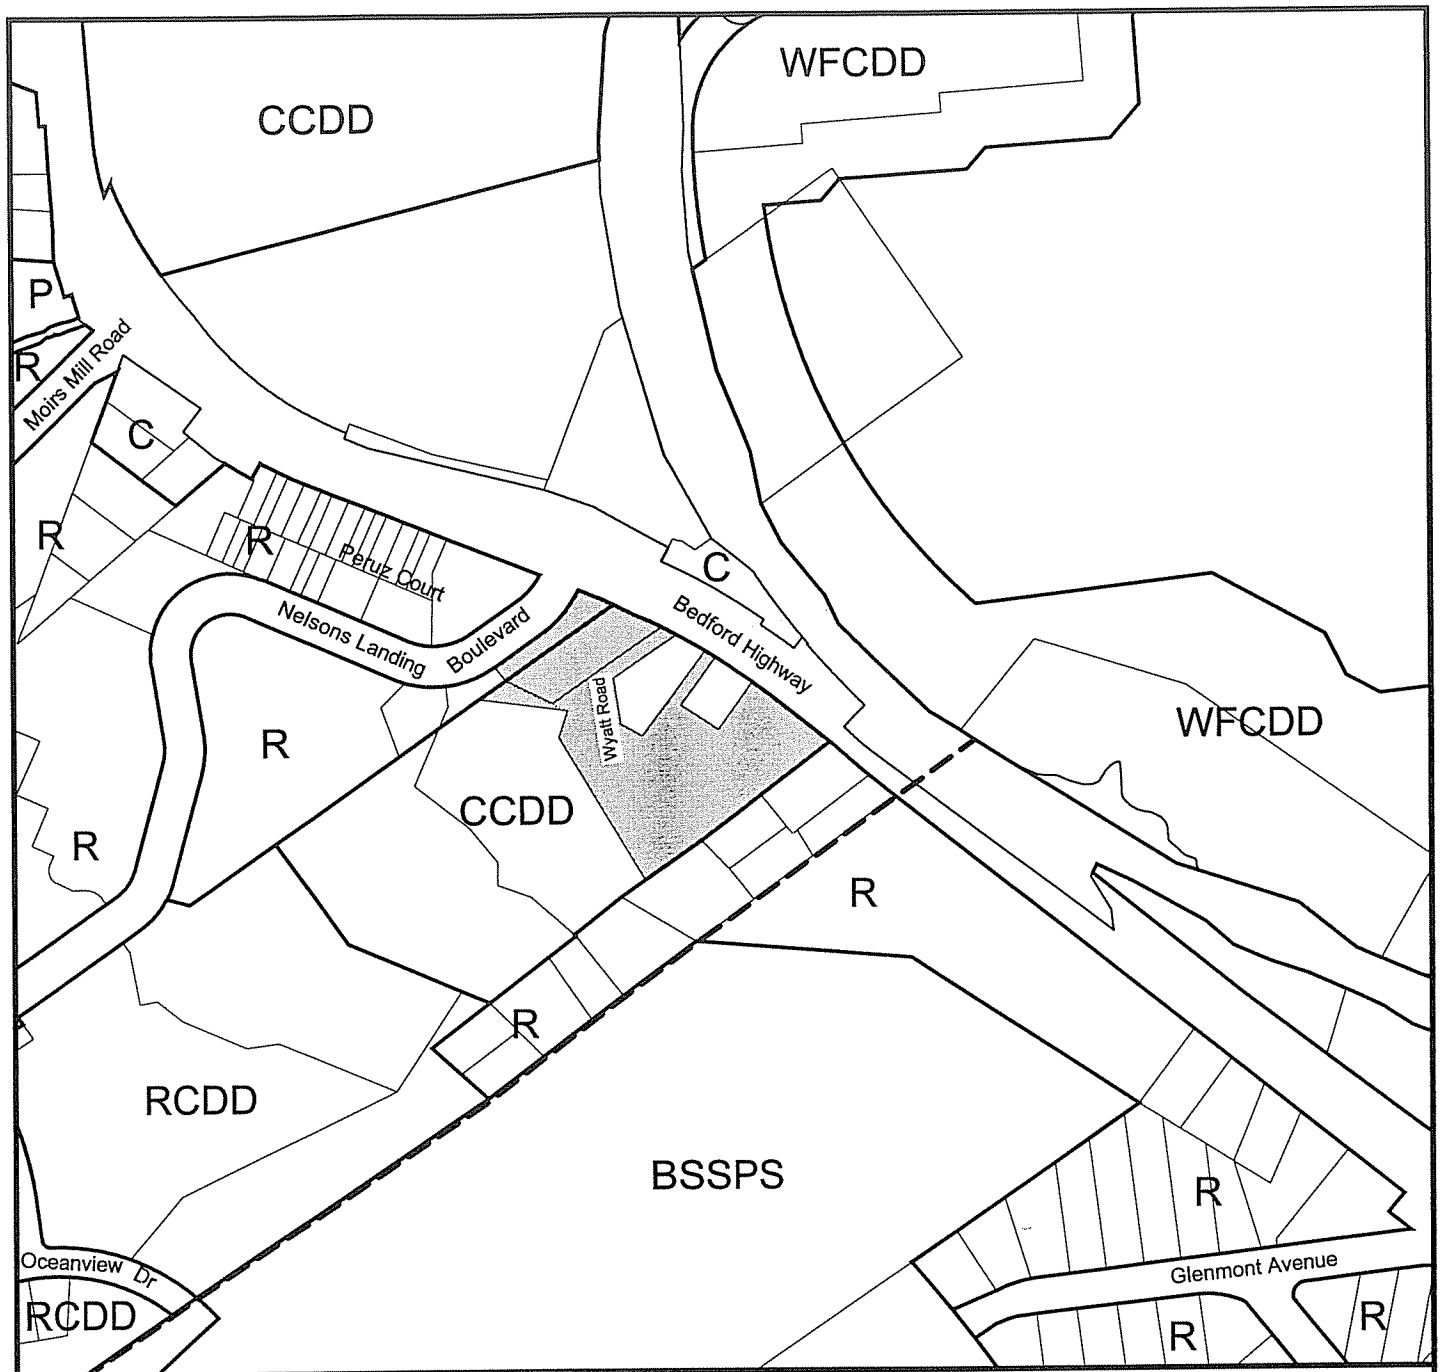 WFCDD
CCDD
P
R
Moirs Mill Road
C
R
R
Peruz Court
C
Nelsons Landing Boulevard
Bedford Highway
Wyatt Road
R
WFCDD
CCDD
R
R
R
RCDD
BSSPS
R
Oceanview Dr
Glenmont Avenue
RCDD
R
R